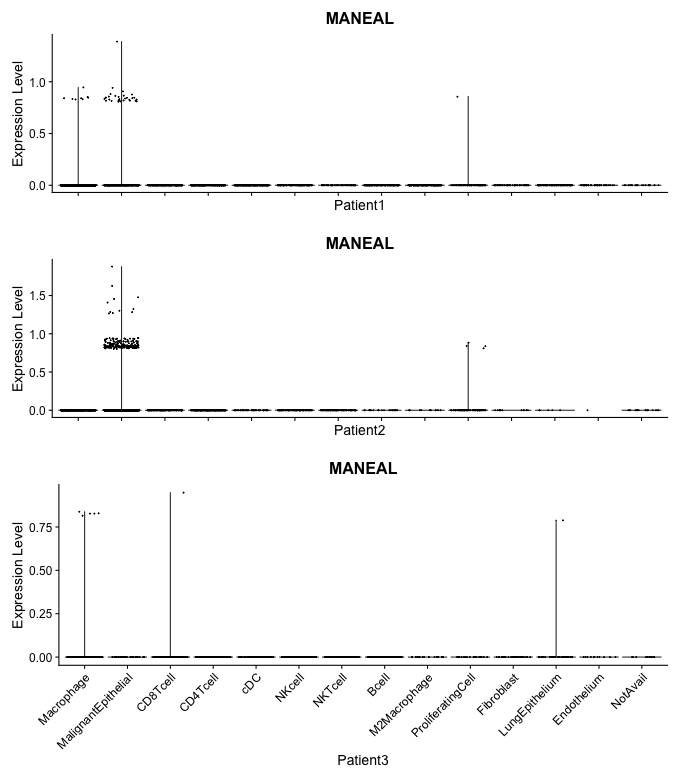 MANEAL
Expression Level
1.0
0.5
0.0
Patient1
MANEAL
Expression Level
1.5
1.0
0.5
0.0
Patient2
MANEAL
Expression Level
0.75
0.50
0.25
0.00
Macrophage
MalignantEpithelial
CD8Tcell
CD4Tcell
cDC
NKcell
NKTcell
Bcell
M2Macrophage
ProliferatingCell
Fibroblast
LungEpithelium
Endothelium
NotAvail
Patient3